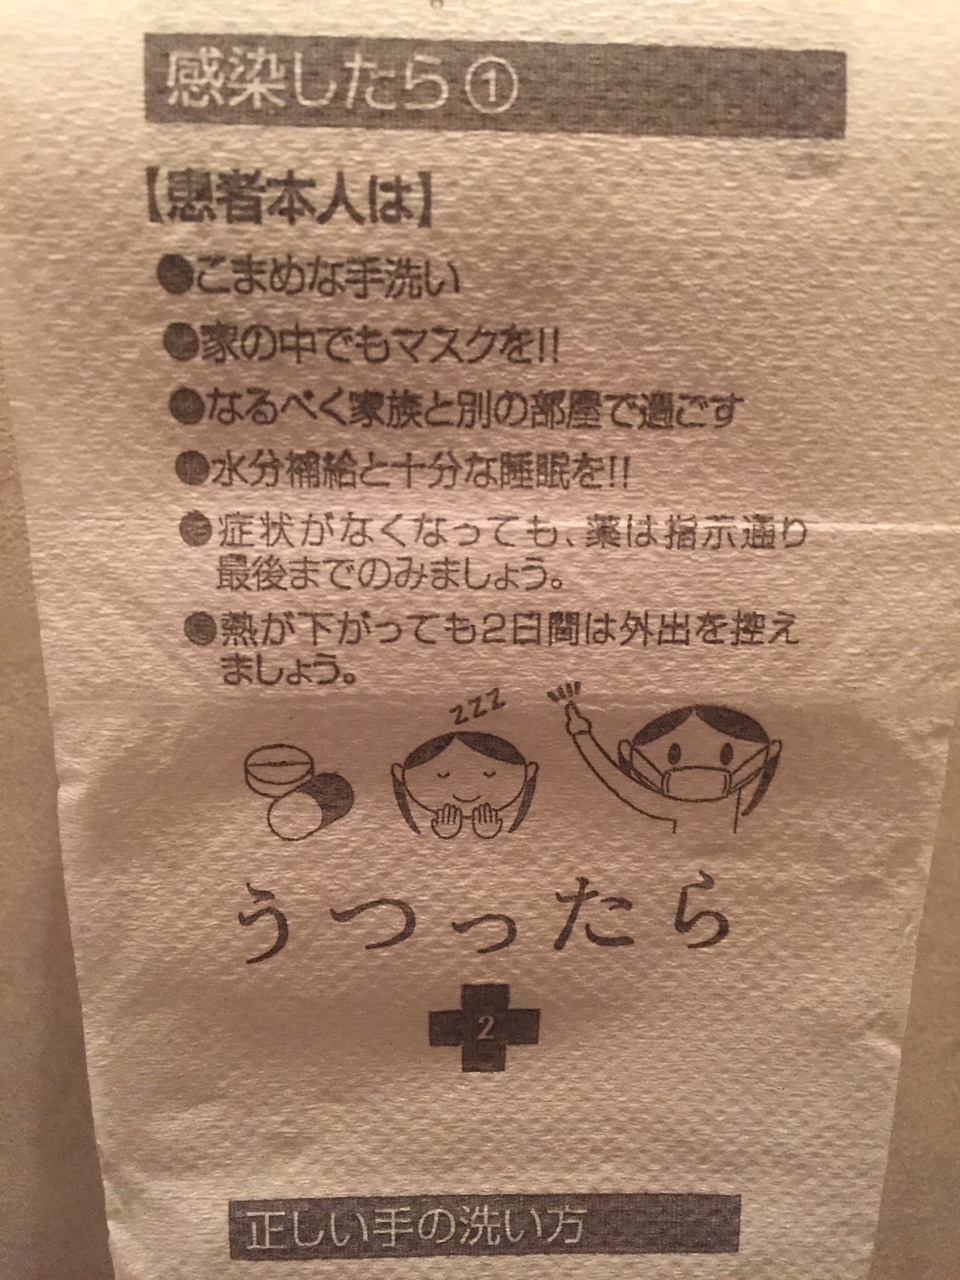 感染したら①
【患者本人は】
●こまめな手洗い
●家の中でもマスクを!!
●なるべく家族と別の部屋で過ごす
●水分補給と十分な睡眠を!!
●症状がなくなっても、薬は指示通り
最後までのみましょう。
●熱が下がっても2日間は外出を控え
ましょう。
zzz
うつったら
2
正しい手の洗い方